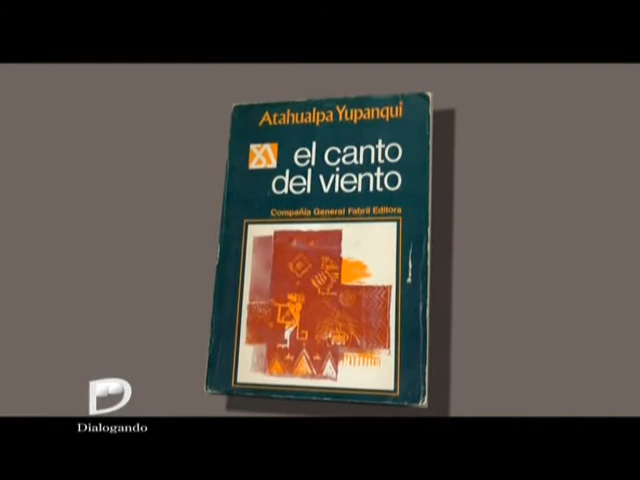 Atahualpa Yupanqui
el canto
del viento
Compañía General Fabril Editora
D
Dialogando